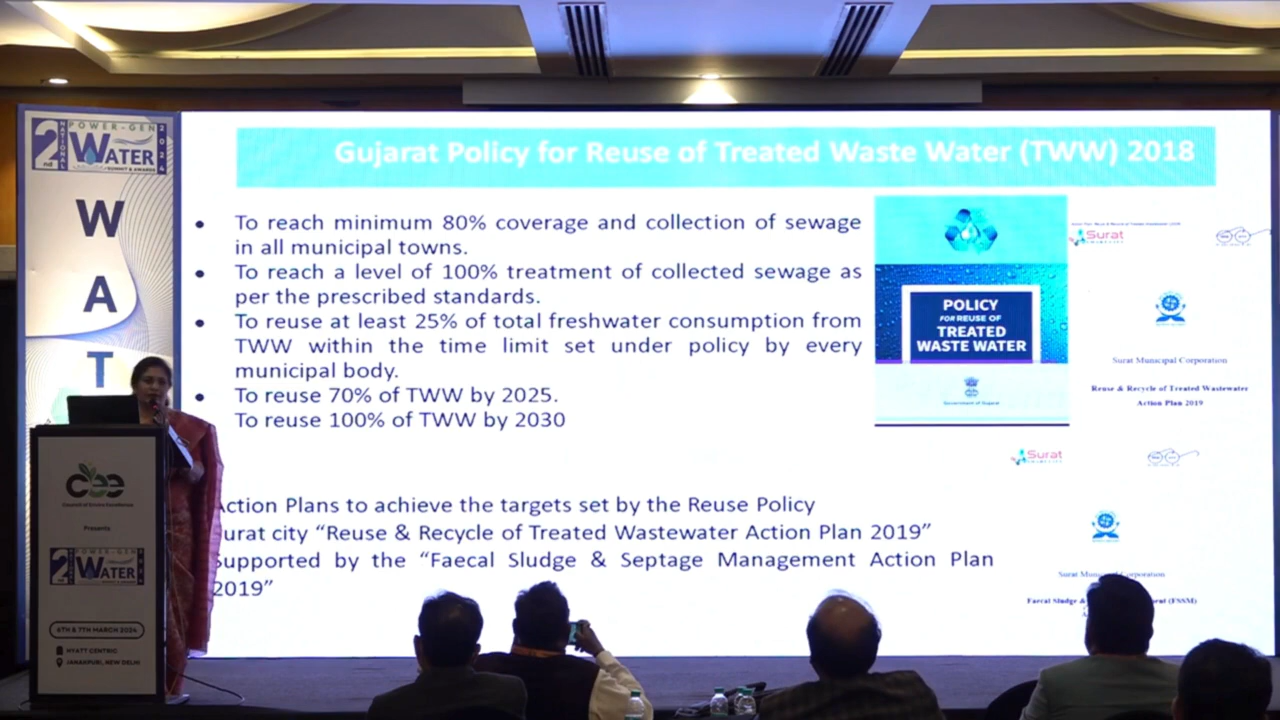 2nd NATIONAL POWER-GEN WATER SUMMIT & AWARDS 2024
W
A
T
Gujarat Policy for Reuse of Treated Waste Water (TWW) 2018
• To reach minimum 80% coverage and collection of sewage
in all municipal towns.
• To reach a level of 100% treatment of collected sewage as
per the prescribed standards.
• To reuse at least 25% of total freshwater consumption from
TWW within the time limit set under policy by every
municipal body.
• To reuse 70% of TWW by 2025.
To reuse 100% of TWW by 2030
Action Plans to achieve the targets set by the Reuse Policy
Surat city “Reuse & Recycle of Treated Wastewater Action Plan 2019”
Supported by the “Faecal Sludge & Septage Management Action Plan
2019”
POLICY
FOR REUSE OF
TREATED
WASTE WATER
Government of Gujarat
Surat
Surat Municipal Corporation
Reuse & Recycle of Treated Wastewater
Action Plan 2019
Surat
Surat Corporation
Faecal Sludge (FSSM)
cee
Presents
2nd POWER-GEN
WATER
6TH & 7TH MARCH 2024
HYATT CENTRIC
JANAKPURI, NEW DELHI